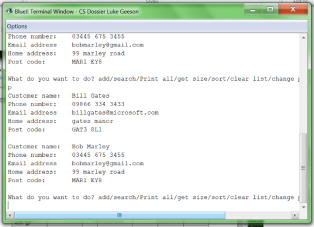 BlueJ: Terminal Window - CS Dossier Luke Geeson
Options
Phone number: 03445 675 3455
Email address bobmarley@gmail.com
Home address: 99 marley road
Post code: MAR1 EY8
What do you want to do? add/search/Print all/get size/sort/clear list/change p
p
Customer name: Bill Gates
Phone number: 09866 334 3433
Email address billgates@microsoft.com
Home address: gates manor
Post code: GAT3 8L1
Customer name: Bob Marley
Phone number: 03445 675 3455
Email address bobmarley@gmail.com
Home address: 99 marley road
Post code: MAR1 EY8
What do you want to do? add/search/Print all/get size/sort/clear list/change p